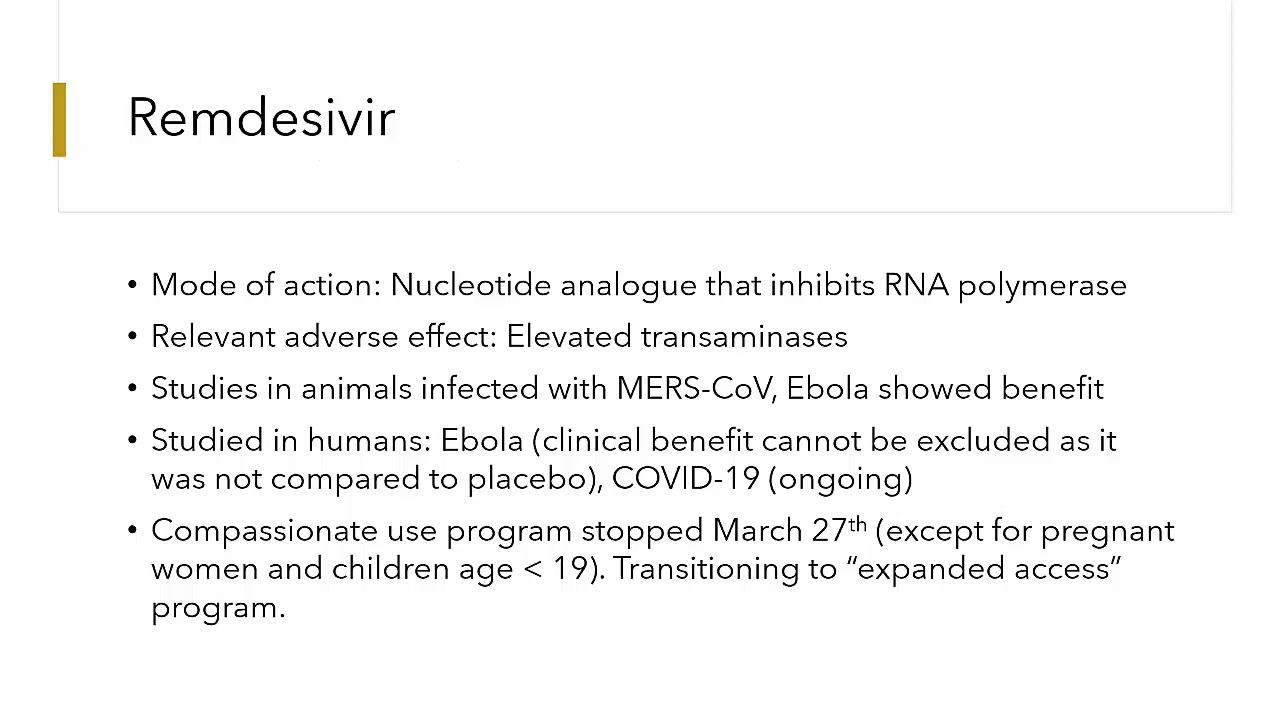 Remdesivir
• Mode of action: Nucleotide analogue that inhibits RNA polymerase
• Relevant adverse effect: Elevated transaminases
• Studies in animals infected with MERS-CoV, Ebola showed benefit
• Studied in humans: Ebola (clinical benefit cannot be excluded as it
was not compared to placebo), COVID-19 (ongoing)
• Compassionate use program stopped March 27th (except for pregnant
women and children age < 19). Transitioning to “expanded access”
program.